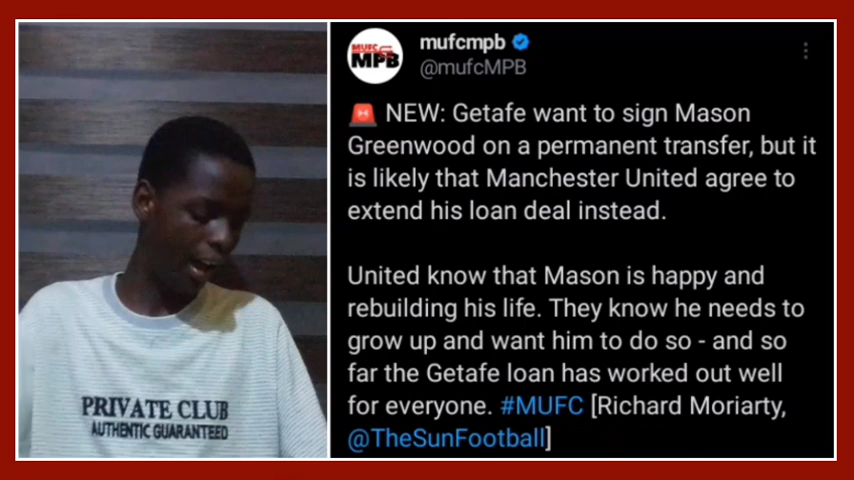 PRIVATE CLUB
AUTHENTIC GUARANTEED
MUFC
MPB
mufcmpb
@mufcMPB
🚨 NEW: Getafe want to sign Mason
Greenwood on a permanent transfer, but it
is likely that Manchester United agree to
extend his loan deal instead.
United know that Mason is happy and
rebuilding his life. They know he needs to
grow up and want him to do so - and so
far the Getafe loan has worked out well
for everyone. #MUFC [Richard Moriarty,
@TheSunFootball]